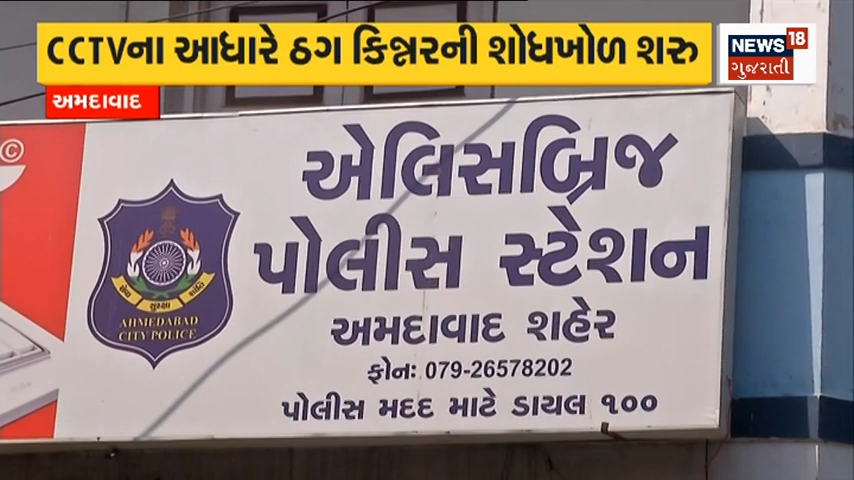 CCTVના આધારે ઠગ કિન્નરની શોધખોળ શરુ
NEWS18
ગુજરાતી
અમદાવાદ
©
એલિસબ્રિજ
પોલીસ સ્ટેશન
અમદાવાદ શહેર
ફોનઃ 079-26578202
પોલીસ મદદ માટે ડાયલ ૧૦૦
સેવા સુરક્ષા શાંતિ
AHMEDABAD
CITY POLICE